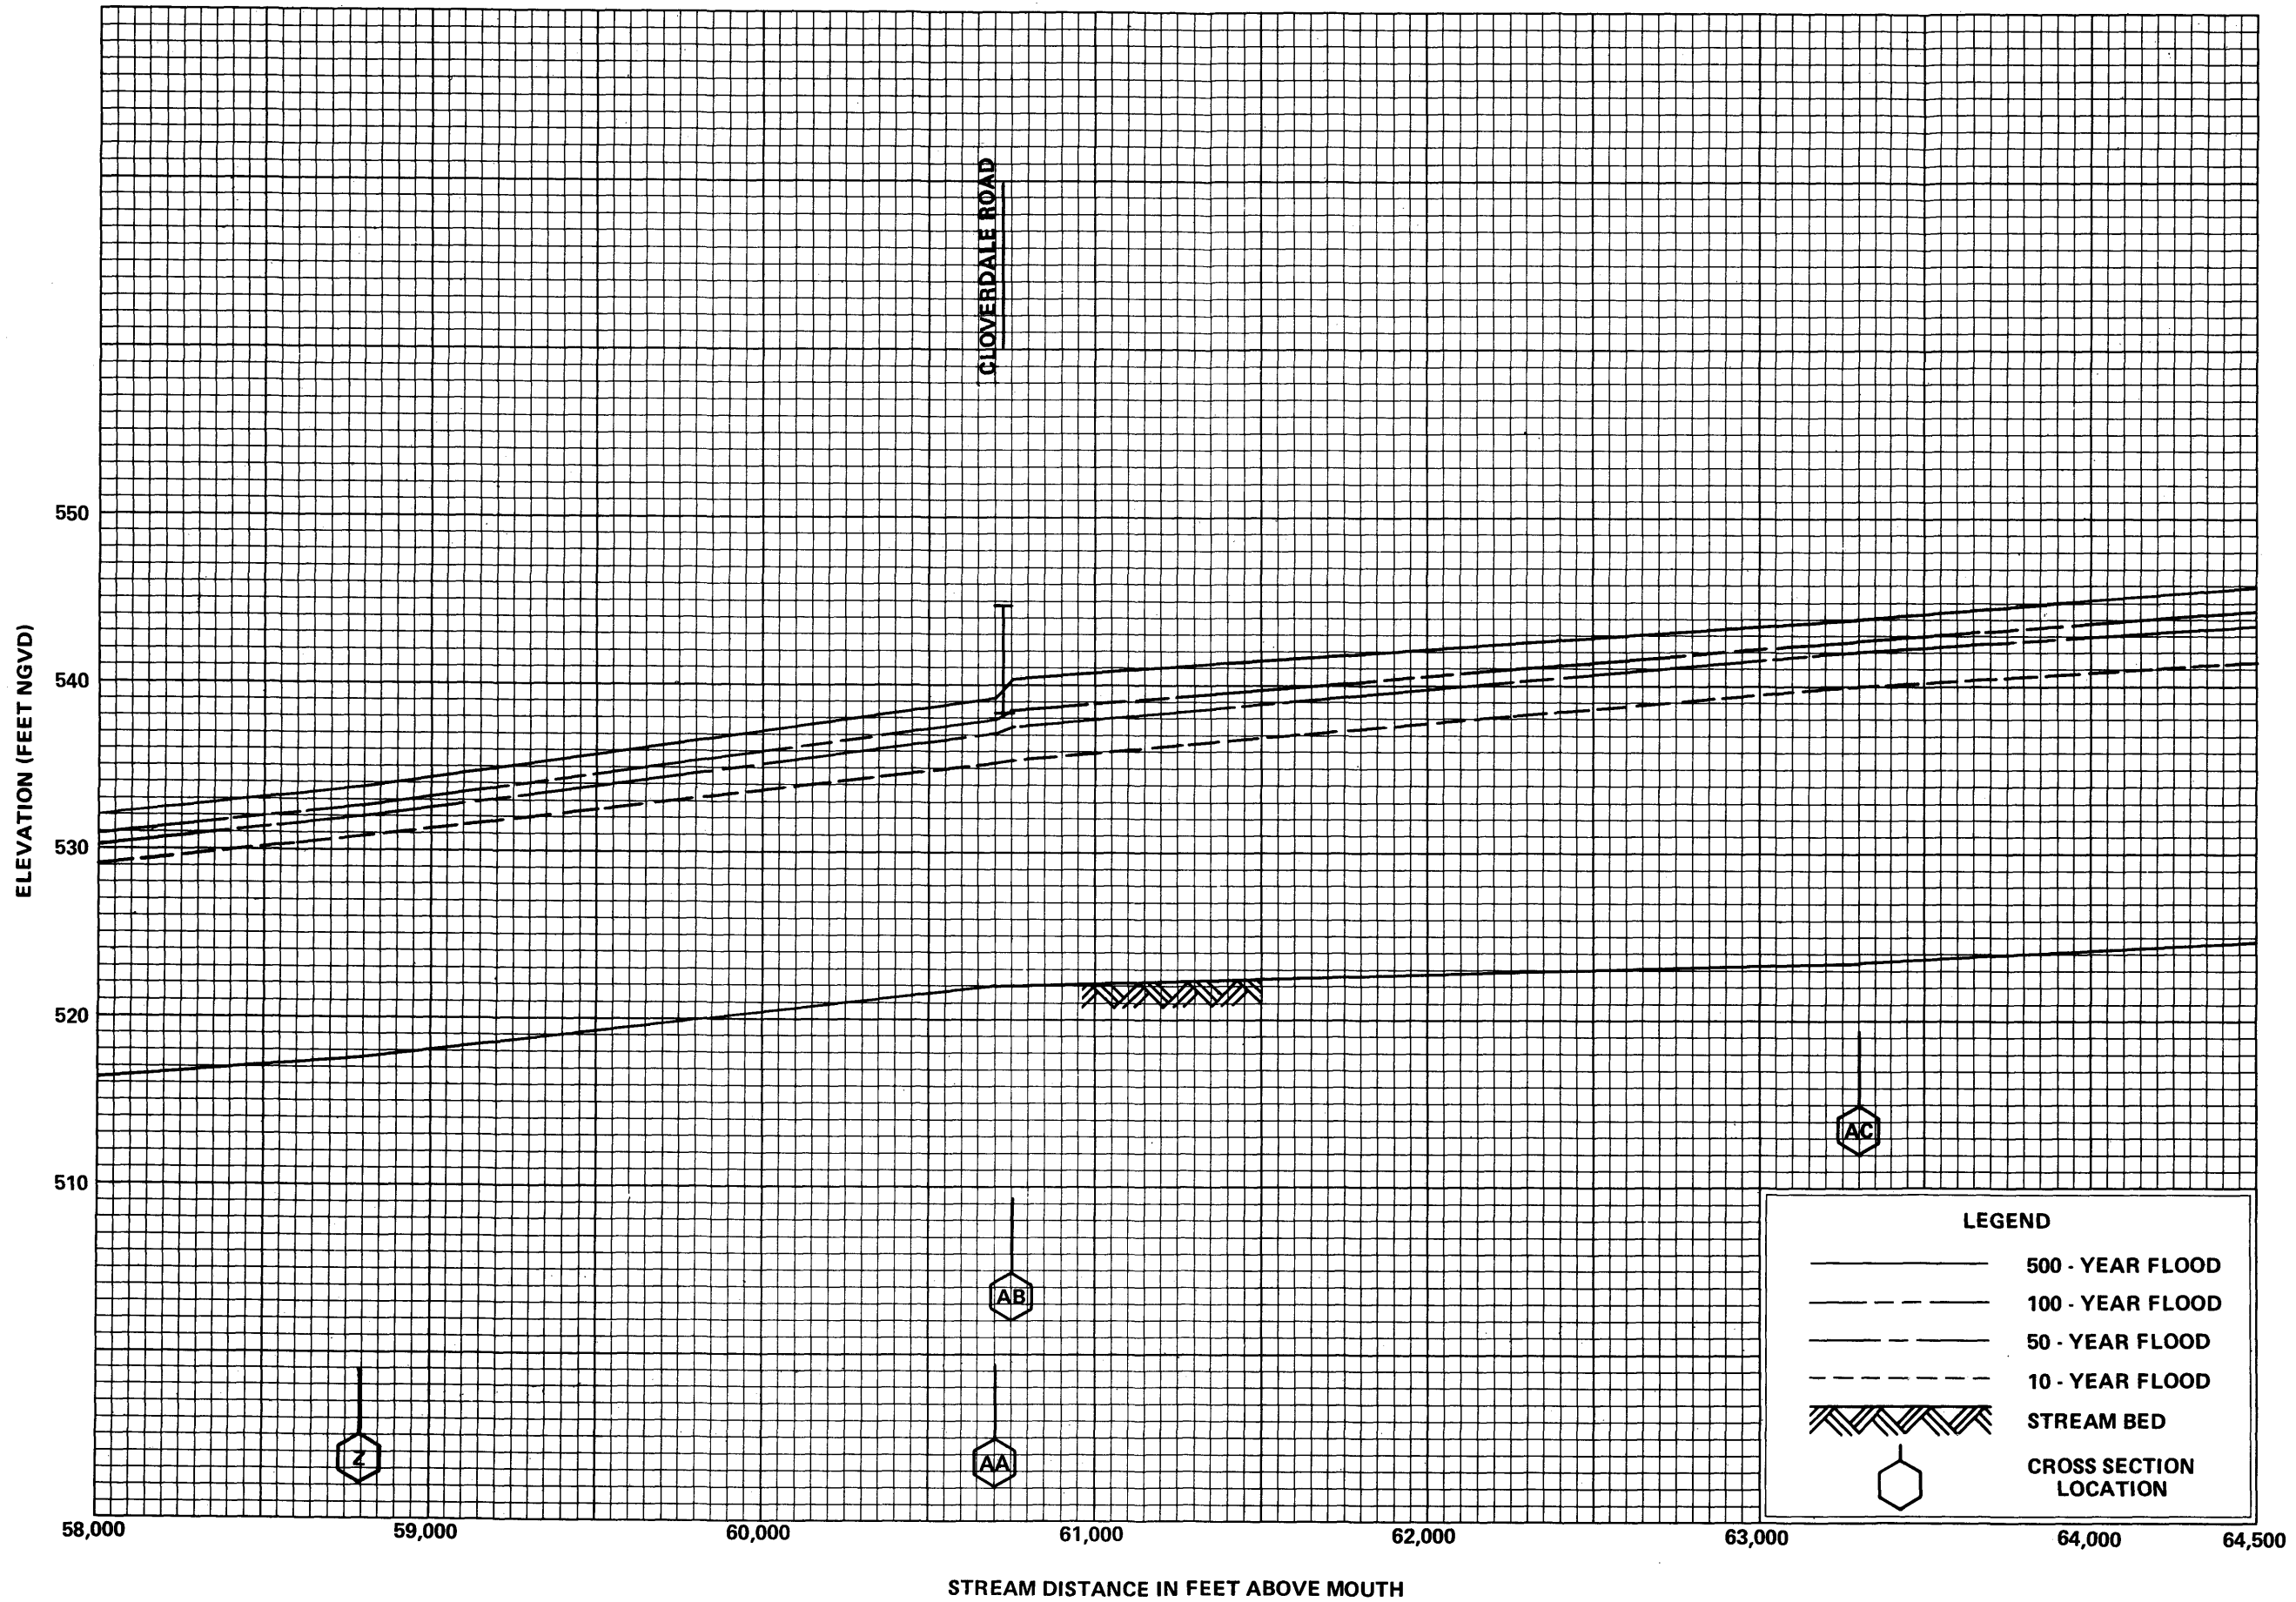 CLOVERDALE ROAD
ELEVATION (FEET NGVD)
550
540
530
520
510
AC
AB
Z
AA
LEGEND
500 - YEAR FLOOD
100 - YEAR FLOOD
50 - YEAR FLOOD
10 - YEAR FLOOD
STREAM BED
CROSS SECTION
LOCATION
58,000 59,000 60,000 61,000 62,000 63,000 64,000 64,500
STREAM DISTANCE IN FEET ABOVE MOUTH